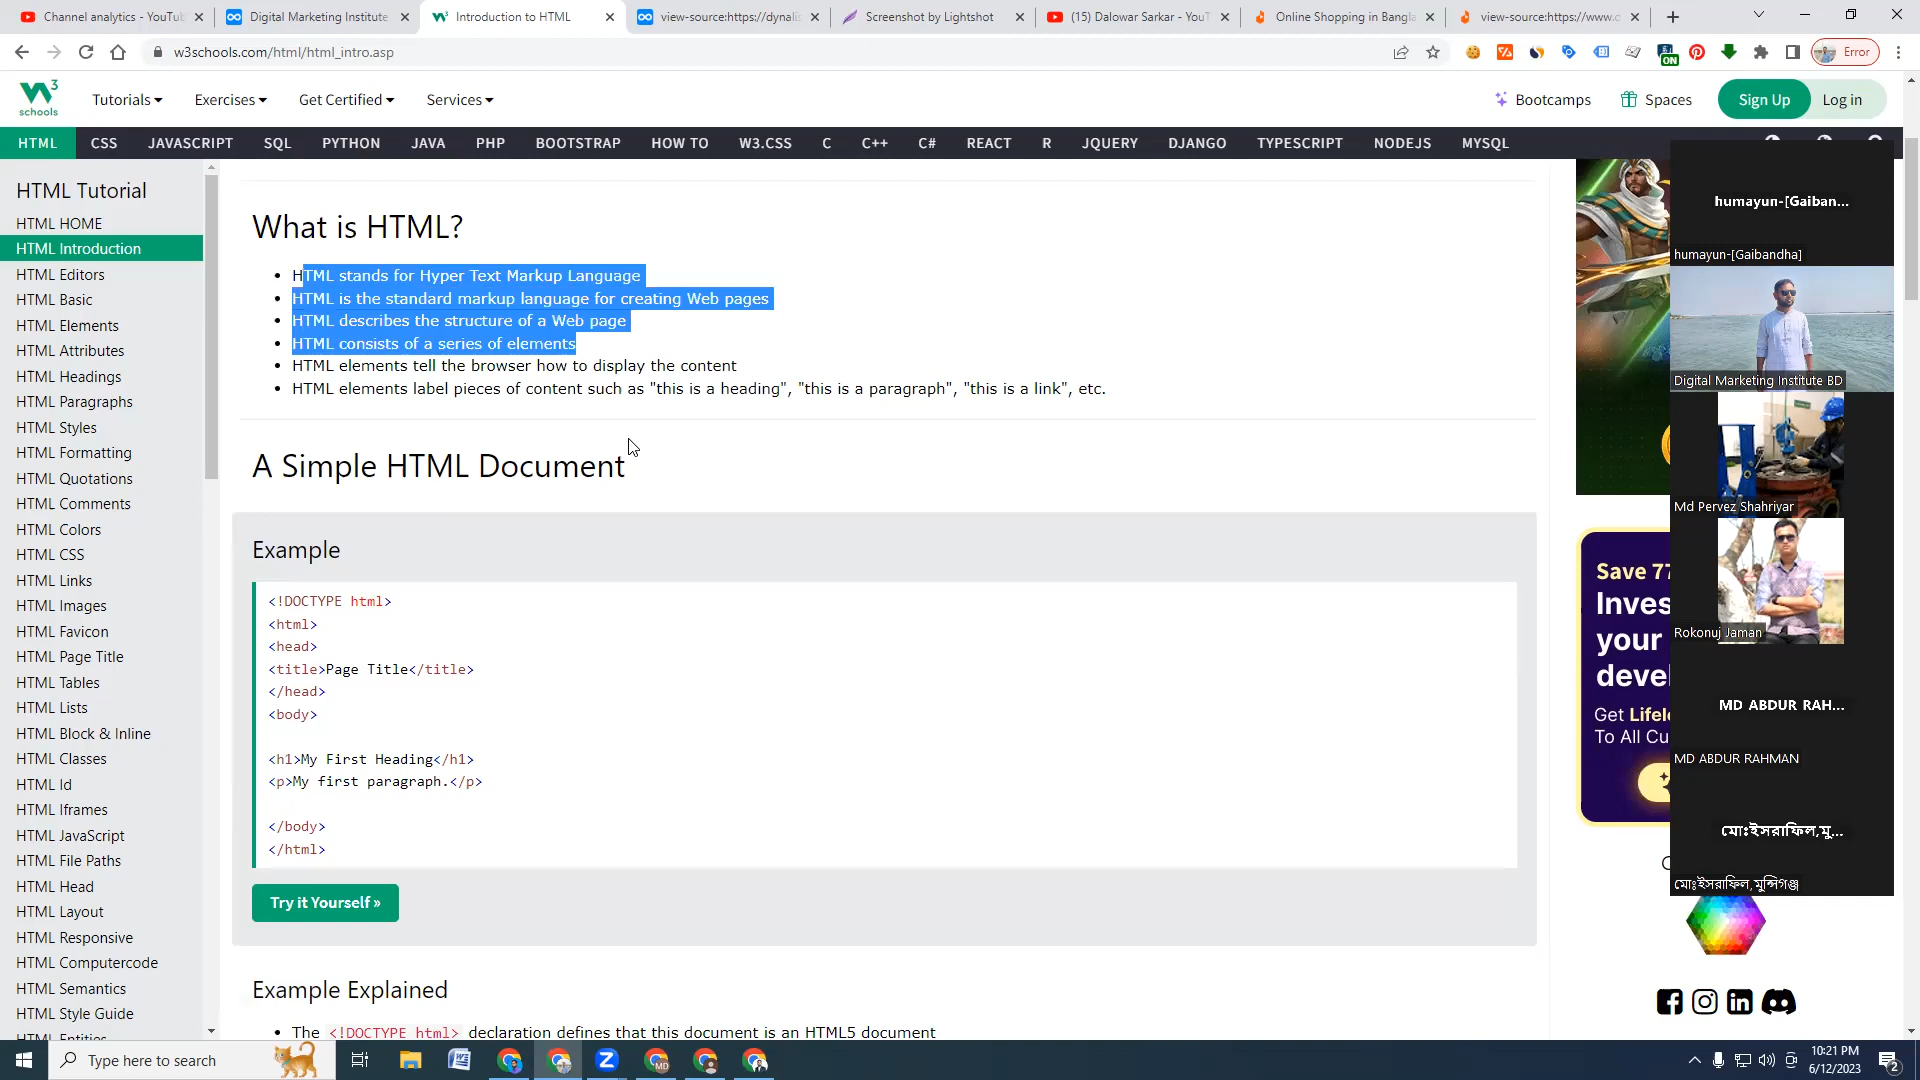 Channel analytics - YouTu
Digital Marketing Institute
Introduction to HTML
view-source:https://dynalis
Screenshot by Lightshot
(15) Dalowar Sarkar - YouT
Online Shopping in Bangla
view-source:https://www.c
w3schools.com/html/html_intro.asp
ON
Error
W3 schools
Tutorials
Exercises
Get Certified
Services
Bootcamps
Spaces
Sign Up
Log in
HTML CSS JAVASCRIPT SQL PYTHON JAVA PHP BOOTSTRAP HOW TO W3.CSS C C++ C# REACT R JQUERY DJANGO TYPESCRIPT NODEJS MYSQL
HTML Tutorial
HTML HOME
HTML Introduction
HTML Editors
HTML Basic
HTML Elements
HTML Attributes
HTML Headings
HTML Paragraphs
HTML Styles
HTML Formatting
HTML Quotations
HTML Comments
HTML Colors
HTML CSS
HTML Links
HTML Images
HTML Favicon
HTML Page Title
HTML Tables
HTML Lists
HTML Block & Inline
HTML Classes
HTML Id
HTML Iframes
HTML JavaScript
HTML File Paths
HTML Head
HTML Layout
HTML Responsive
HTML Computercode
HTML Semantics
HTML Style Guide
HTML Entities
What is HTML?
• HTML stands for Hyper Text Markup Language
• HTML is the standard markup language for creating Web pages
• HTML describes the structure of a Web page
• HTML consists of a series of elements
• HTML elements tell the browser how to display the content
• HTML elements label pieces of content such as "this is a heading", "this is a paragraph", "this is a link", etc.
A Simple HTML Document
Example
<!DOCTYPE html>
<html>
<head>
<title>Page Title</title>
</head>
<body>
<h1>My First Heading</h1>
<p>My first paragraph.</p>
</body>
</html>
Try it Yourself »
Example Explained
• The <!DOCTYPE html> declaration defines that this document is an HTML5 document
Save 77
Inves
your
devel
Get Lifel
To All Cu
humayun-[Gaiban...
humayun-[Gaibandha]
Digital Marketing Institute BD
Md Pervez Shahriyar
Rokonuj Jaman
MD ABDUR RAH...
MD ABDUR RAHMAN
মোঃইসরাফিল,মু...
মোঃইসরাফিল,মুন্সিগঞ্জ
Type here to search
MD
10:21 PM
6/12/2023
2